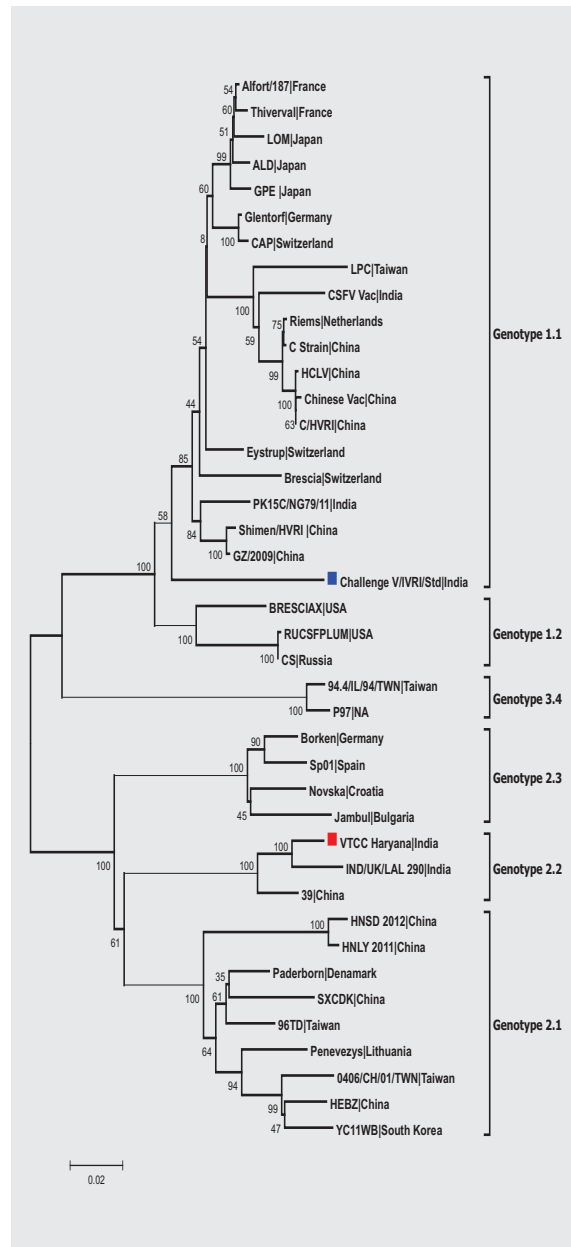 54
Alfort/187|France
60
Thiverval|France
51
LOM|Japan
99
ALD|Japan
60
GPE |Japan
Glentorf|Germany
8
100
CAP|Switzerland
LPC|Taiwan
CSFV Vac|India
100
75
Riems|Netherlands
Genotype 1.1
54
59
C Strain|China
99
HCLV|China
100
Chinese Vac|China
44
63
C/HVRI|China
Eystrup|Switzerland
85
Brescia|Switzerland
PK15C/NG79/11|India
58
84
Shimen/HVRI |China
100
GZ/2009|China
100
Challenge V/IVRI/Std|India
BRESCIAX|USA
100
RUCSFPLUM|USA
Genotype 1.2
100
CS|Russia
94.4/IL/94/TWN|Taiwan
Genotype 3.4
100
P97|NA
90
Borken|Germany
100
Sp01|Spain
Genotype 2.3
Novska|Croatia
45
Jambul|Bulgaria
100
VTCC Haryana|India
100
100
IND/UK/LAL 290|India
Genotype 2.2
39|China
61
100
HNSD 2012|China
HNLY 2011|China
35
Paderborn|Denamark
100
61
SXCDK|China
96TD|Taiwan
Genotype 2.1
64
Penevezys|Lithuania
94
0406/CH/01/TWN|Taiwan
99
HEBZ|China
47
YC11WB|South Korea
0.02